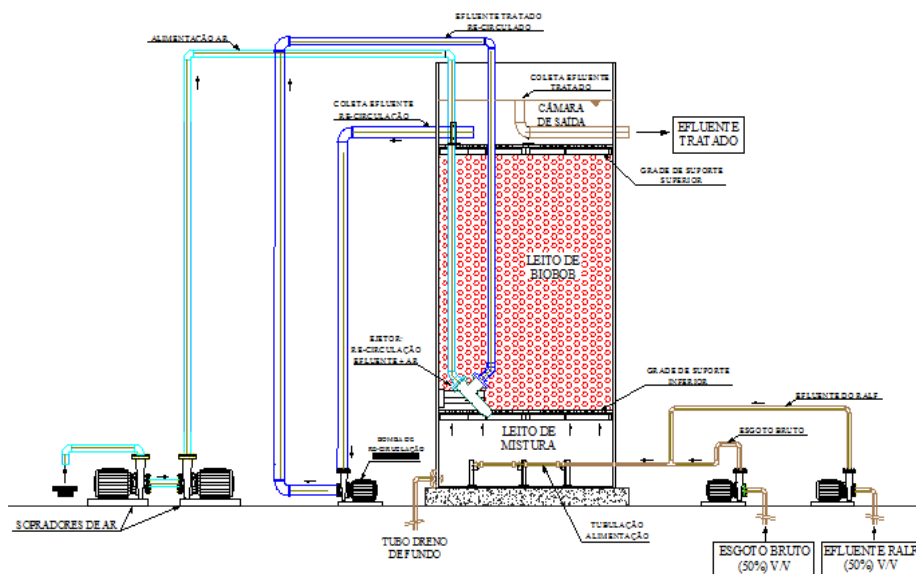 EFLUENTE TRATADO
RE-CIRCULADO
ALIMENTAÇÃO AR
COLETA EFLUENTE
TRATADO
COLETA EFLUENTE
RE-CIRCULAÇÃO
CÂMARA
DE SAÍDA
EFLUENTE
TRATADO
GRADE DE SUPORTE
SUPERIOR
LEITO DE
BIOBOB
EJETOR:
RE-CIRCULAÇÃO
EFLUENTE + AR
GRADE DE SUPORTE
INFERIOR
EFLUENTE DO RALF
LEITO DE
MISTURA
ESGOTO BRUTO
BOMBA DE
RE-CIRCULAÇÃO
SOPRADORES DE AR
TUBO DRENO
DE FUNDO
TUBULAÇÃO
ALIMENTAÇÃO
ESGOTO BRUTO
(50%) V/V
EFLUENTE RALF
(50%) V/V